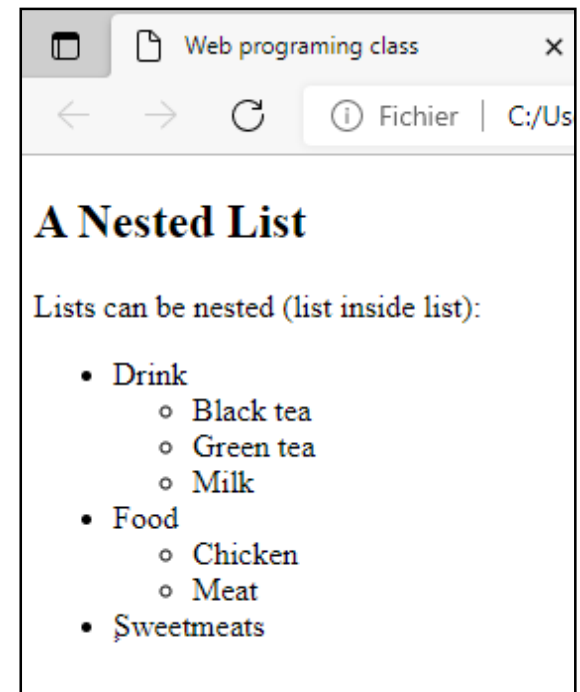 Web programing class
Fichier | C:/Us
A Nested List
Lists can be nested (list inside list):
Drink
Black tea
Green tea
Milk
Food
Chicken
Meat
Sweetmeats